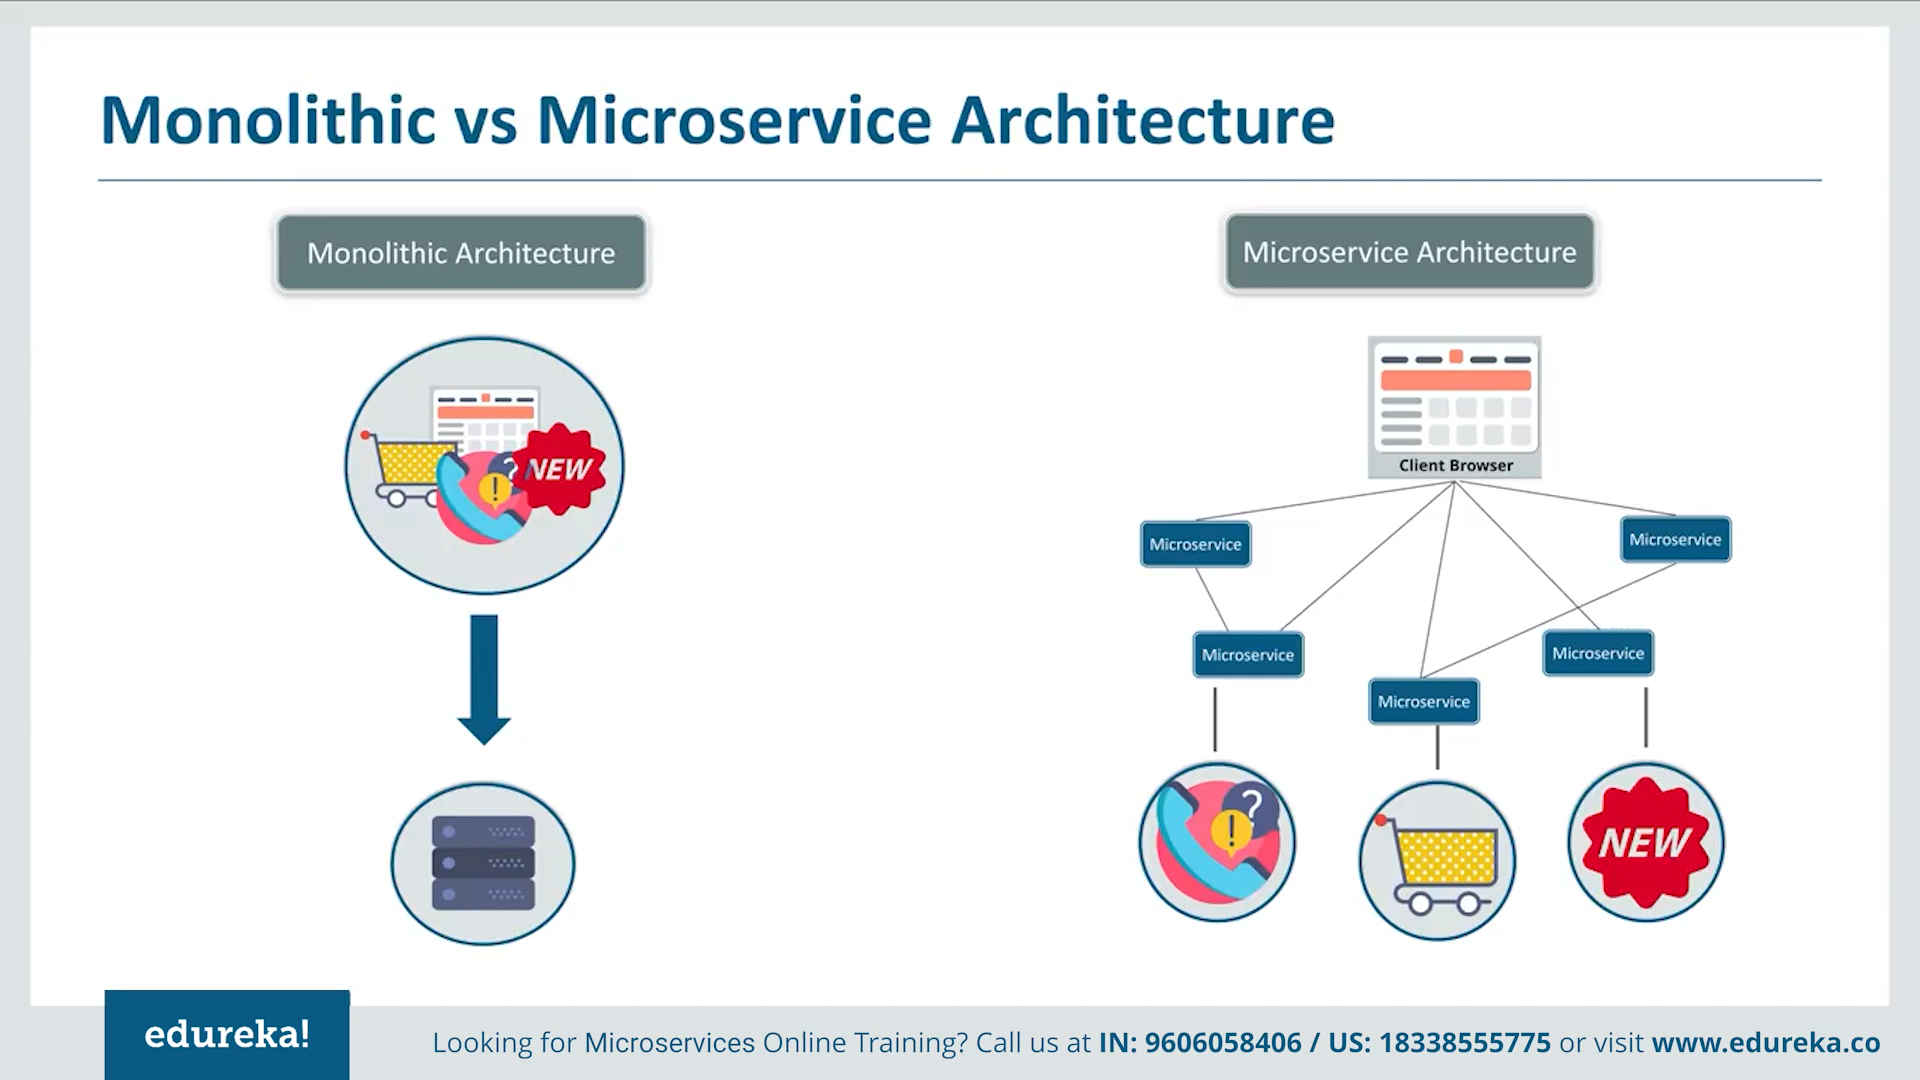 Monolithic vs Microservice Architecture
Monolithic Architecture
NEW
?
!
Microservice Architecture
Client Browser
Microservice
Microservice
Microservice
Microservice
Microservice
?
!
NEW
edureka!
Looking for Microservices Online Training? Call us at IN: 9606058406 / US: 18338555775 or visit www.edureka.co